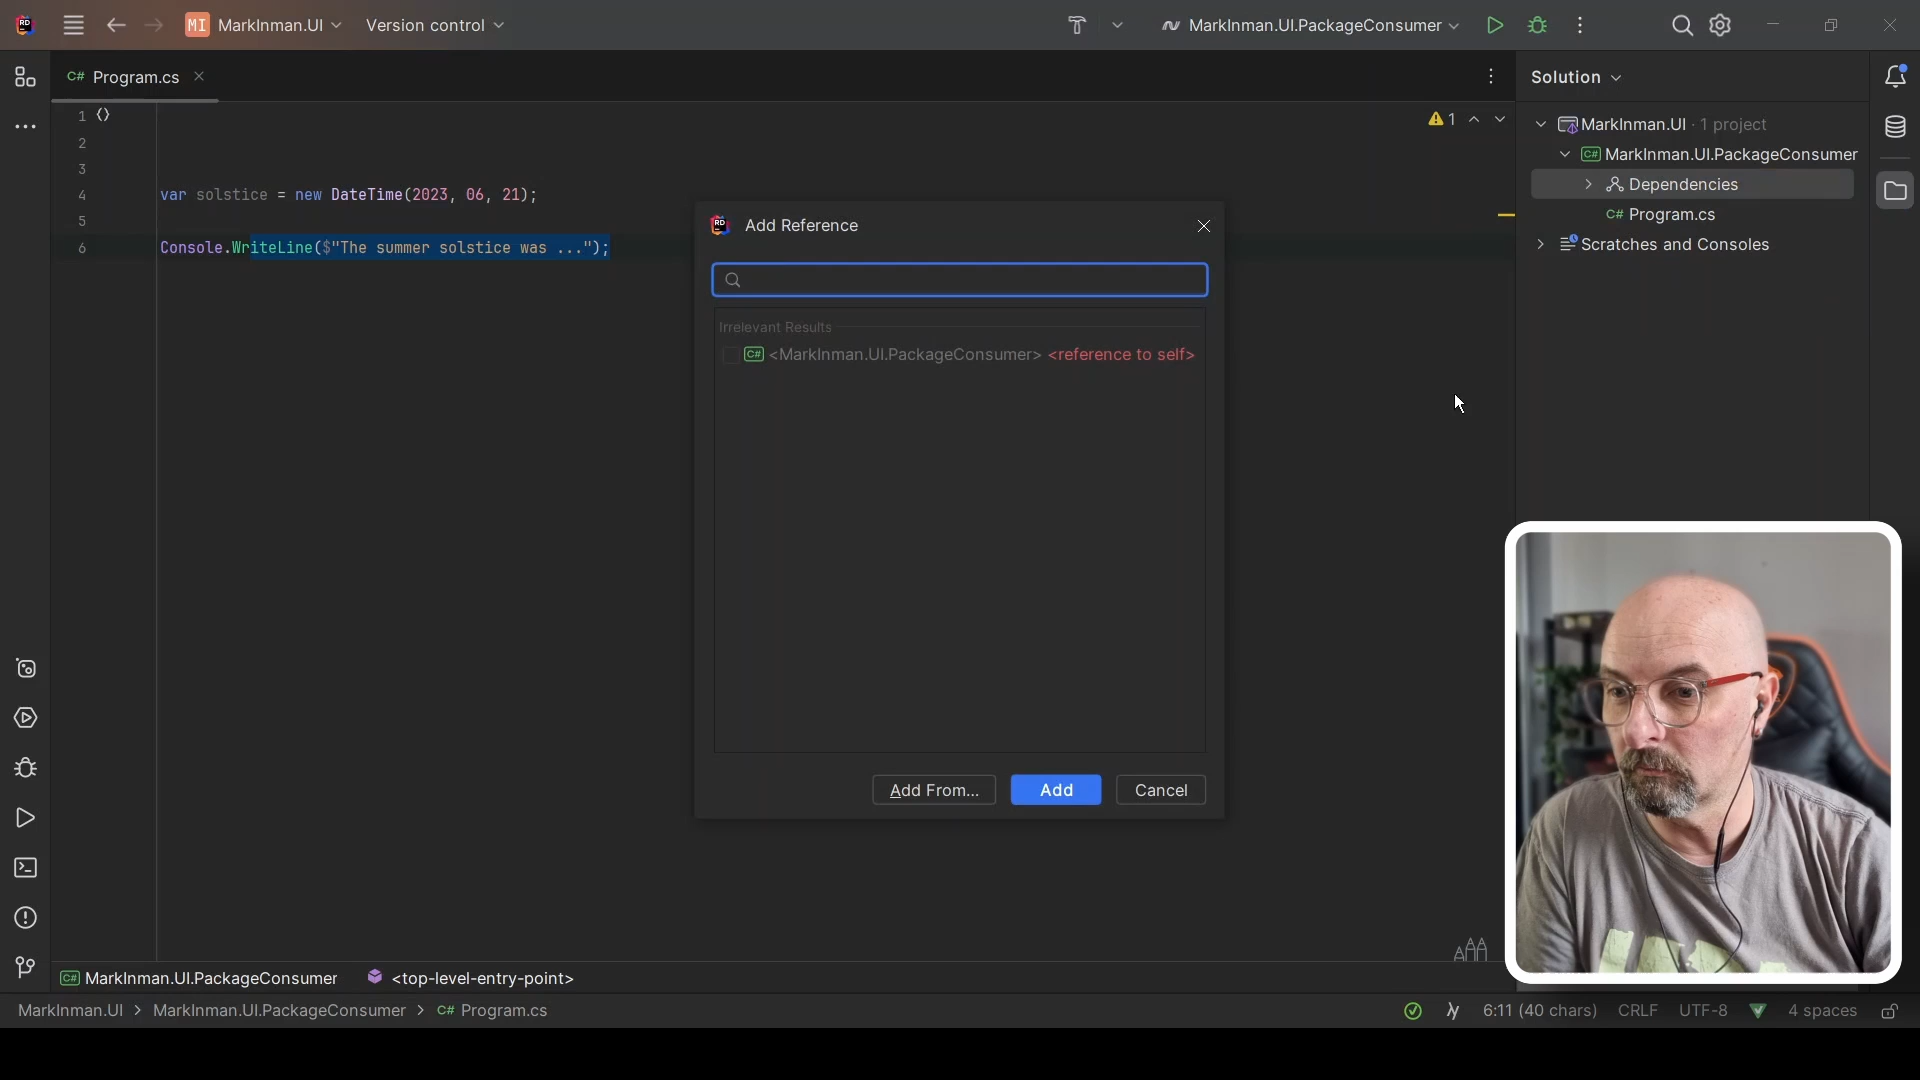 MI MarkInman.UI Version control MarkInman.UI.PackageConsumer
C# Program.cs
Solution
1
2
3
4 var solstice = new DateTime(2023, 06, 21);
5
6 Console.WriteLine($"The summer solstice was ...");
1
MarkInman.UI · 1 project
C# MarkInman.UI.PackageConsumer
Dependencies
C# Program.cs
Scratches and Consoles
RD Add Reference
Irrelevant Results
C# <MarkInman.UI.PackageConsumer> <reference to self>
Add From...
Add
Cancel
C# MarkInman.UI.PackageConsumer <top-level-entry-point>
MarkInman.UI > MarkInman.UI.PackageConsumer > C# Program.cs
6:11 (40 chars) CRLF UTF-8 4 spaces